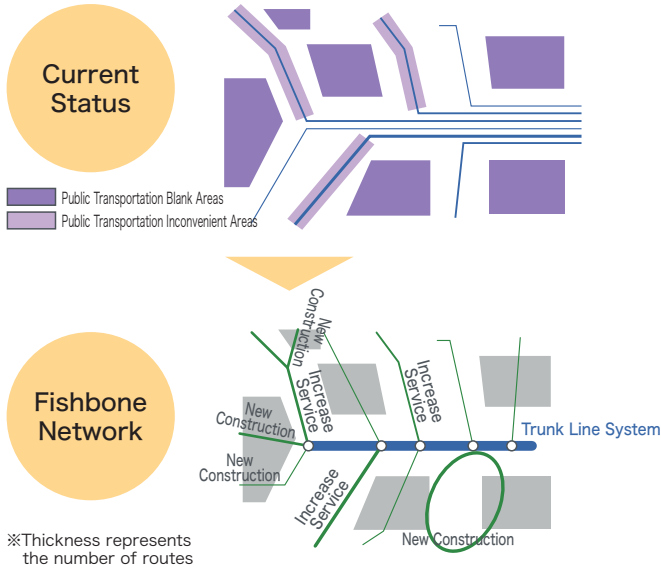 Current
Status
Public Transportation Blank Areas
Public Transportation Inconvenient Areas
New
Construction
Increase
Service
Increase
Service
New
Construction
New
Construction
Increase
Service
Trunk Line System
Fishbone
Network
New Construction
※Thickness represents
the number of routes